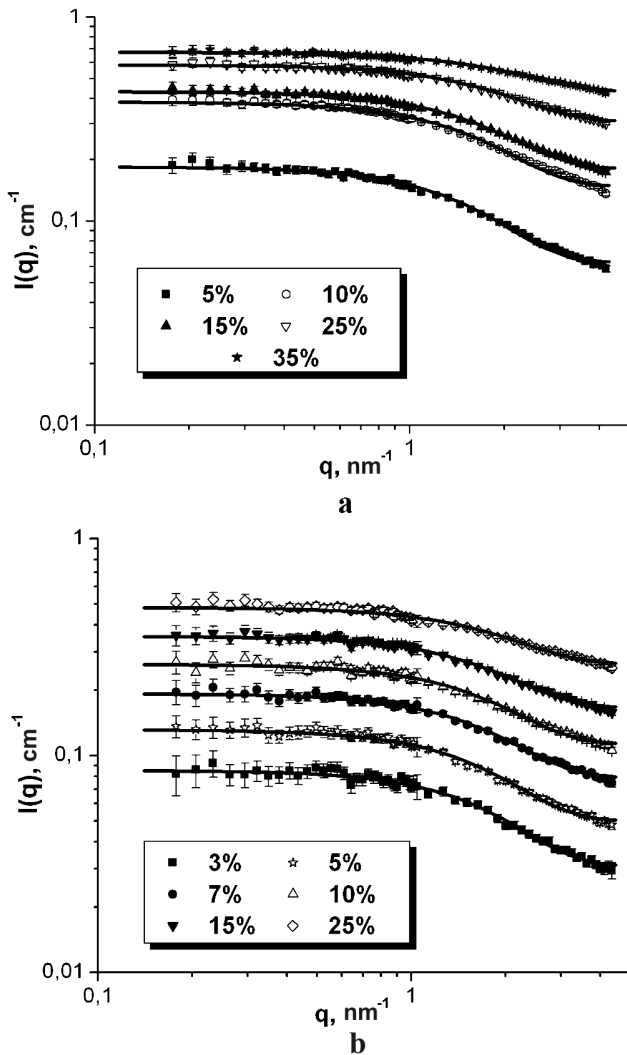 1
I(q), cm-1
0,1
5% 10%
15% 25%
35%
0,01
0,1 1
q, nm-1
a
1
I(q), cm-1
0,1
3% 5%
7% 10%
15% 25%
0,01
0,1 1
q, nm-1
b